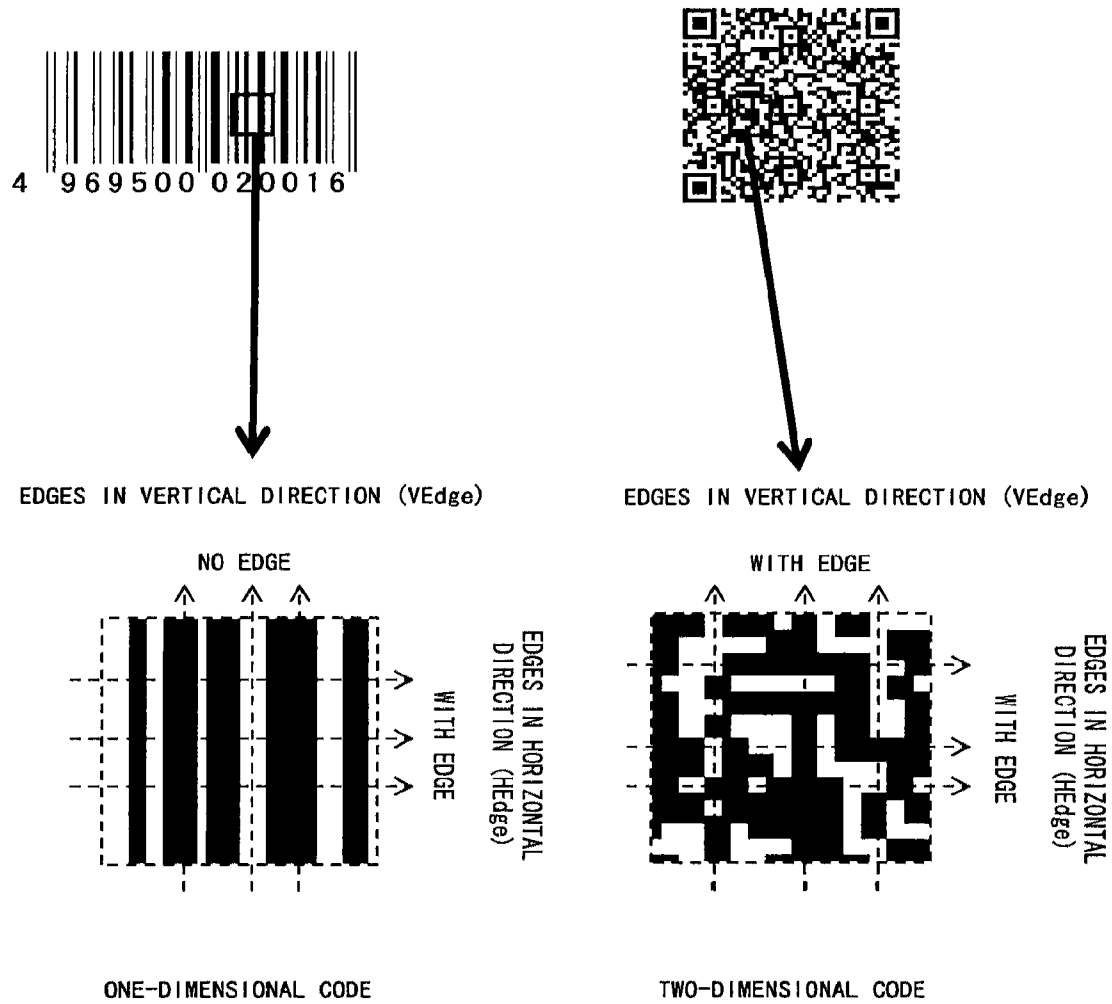 4 969500 020016
EDGES IN VERTICAL DIRECTION (VEdge)
NO EDGE
WITH EDGE
EDGES IN HORIZONTAL
DIRECTION (HEdge)
ONE-DIMENSIONAL CODE
EDGES IN VERTICAL DIRECTION (VEdge)
WITH EDGE
WITH EDGE
EDGES IN HORIZONTAL
DIRECTION (HEdge)
TWO-DIMENSIONAL CODE